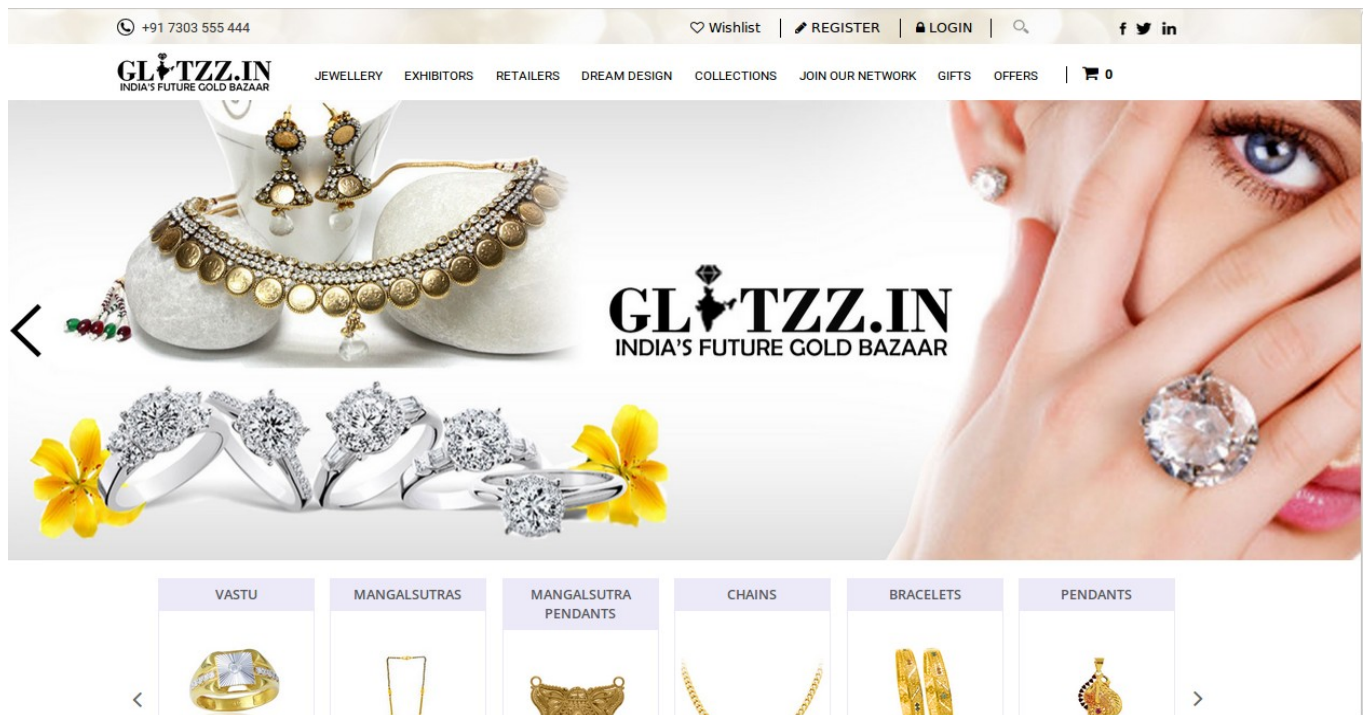 +91 7303 555 444
Wishlist
REGISTER
LOGIN
GLITZZ.IN
INDIA'S FUTURE GOLD BAZAAR
JEWELLERY EXHIBITORS RETAILERS DREAM DESIGN COLLECTIONS JOIN OUR NETWORK GIFTS OFFERS
0
GLITZZ.IN
INDIA'S FUTURE GOLD BAZAAR
VASTU
MANGALSUTRAS
MANGALSUTRA
PENDANTS
CHAINS
BRACELETS
PENDANTS